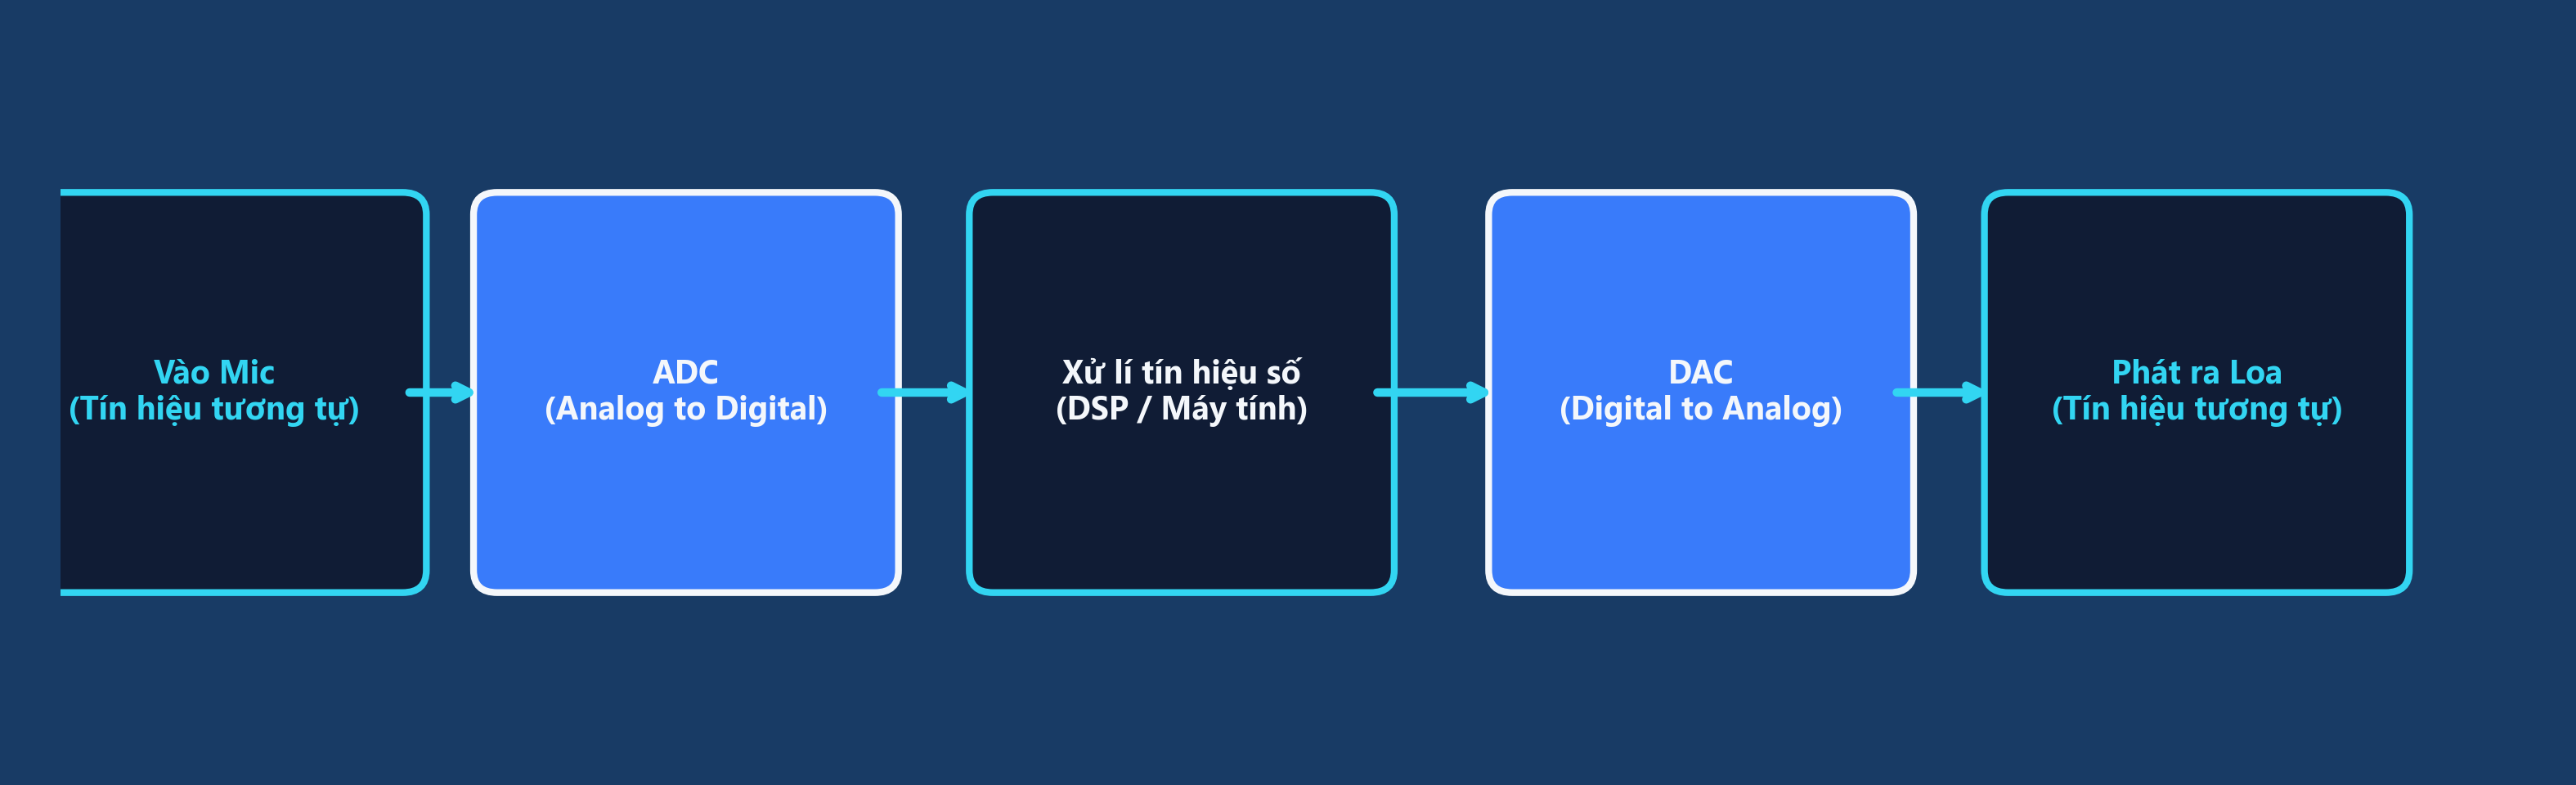 Vào Mic
(Tín hiệu tương tự)
ADC
(Analog to Digital)
Xử lí tín hiệu số
(DSP / Máy tính)
DAC
(Digital to Analog)
Phát ra Loa
(Tín hiệu tương tự)